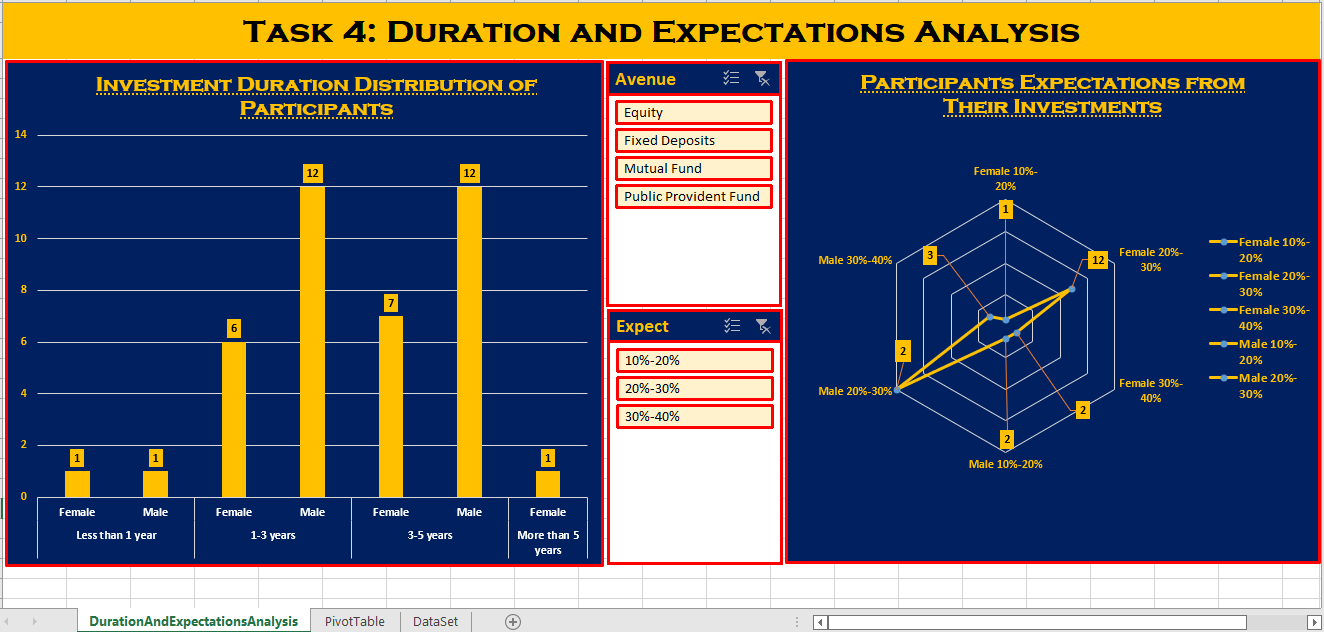 Task 4: Duration and Expectations Analysis
Investment Duration Distribution of
Participants
14
12
10
8
6
4
2
0
1
1
6
12
7
12
1
Female
Male
Female
Male
Female
Male
Female
Less than 1 year
1-3 years
3-5 years
More than 5
years
Avenue
Equity
Fixed Deposits
Mutual Fund
Public Provident Fund
Expect
10%-20%
20%-30%
30%-40%
Participants Expectations from
Their Investments
Female 10%-
20%
1
Female 20%-
30%
12
Female 30%-
40%
2
Male 10%-20%
2
Male 20%-30%
2
Male 30%-40%
3
Female 10%-
20%
Female 20%-
30%
Female 30%-
40%
Male 10%-
20%
Male 20%-
30%
DurationAndExpectationsAnalysis
PivotTable
DataSet